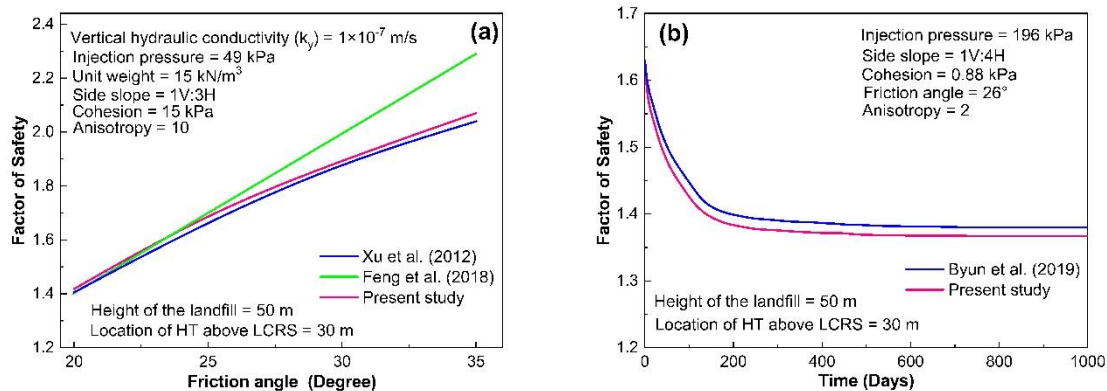 (a)
Vertical hydraulic conductivity (ky) = 1×10⁻⁷ m/s
Injection pressure = 49 kPa
Unit weight = 15 kN/m³
Side slope = 1V:3H
Cohesion = 15 kPa
Anisotropy = 10
Xu et al. (2012)
Feng et al. (2018)
Present study
Height of the landfill = 50 m
Location of HT above LCRS = 30 m
2.4
2.2
2.0
1.8
1.6
1.4
1.2
Factor of Safety
20 25 30 35
Friction angle (Degree)
(b)
Injection pressure = 196 kPa
Side slope = 1V:4H
Cohesion = 0.88 kPa
Friction angle = 26°
Anisotropy = 2
Byun et al. (2019)
Present study
Height of the landfill = 50 m
Location of HT above LCRS = 30 m
1.7
1.6
1.5
1.4
1.3
1.2
Factor of Safety
0 200 400 600 800 1000
Time (Days)